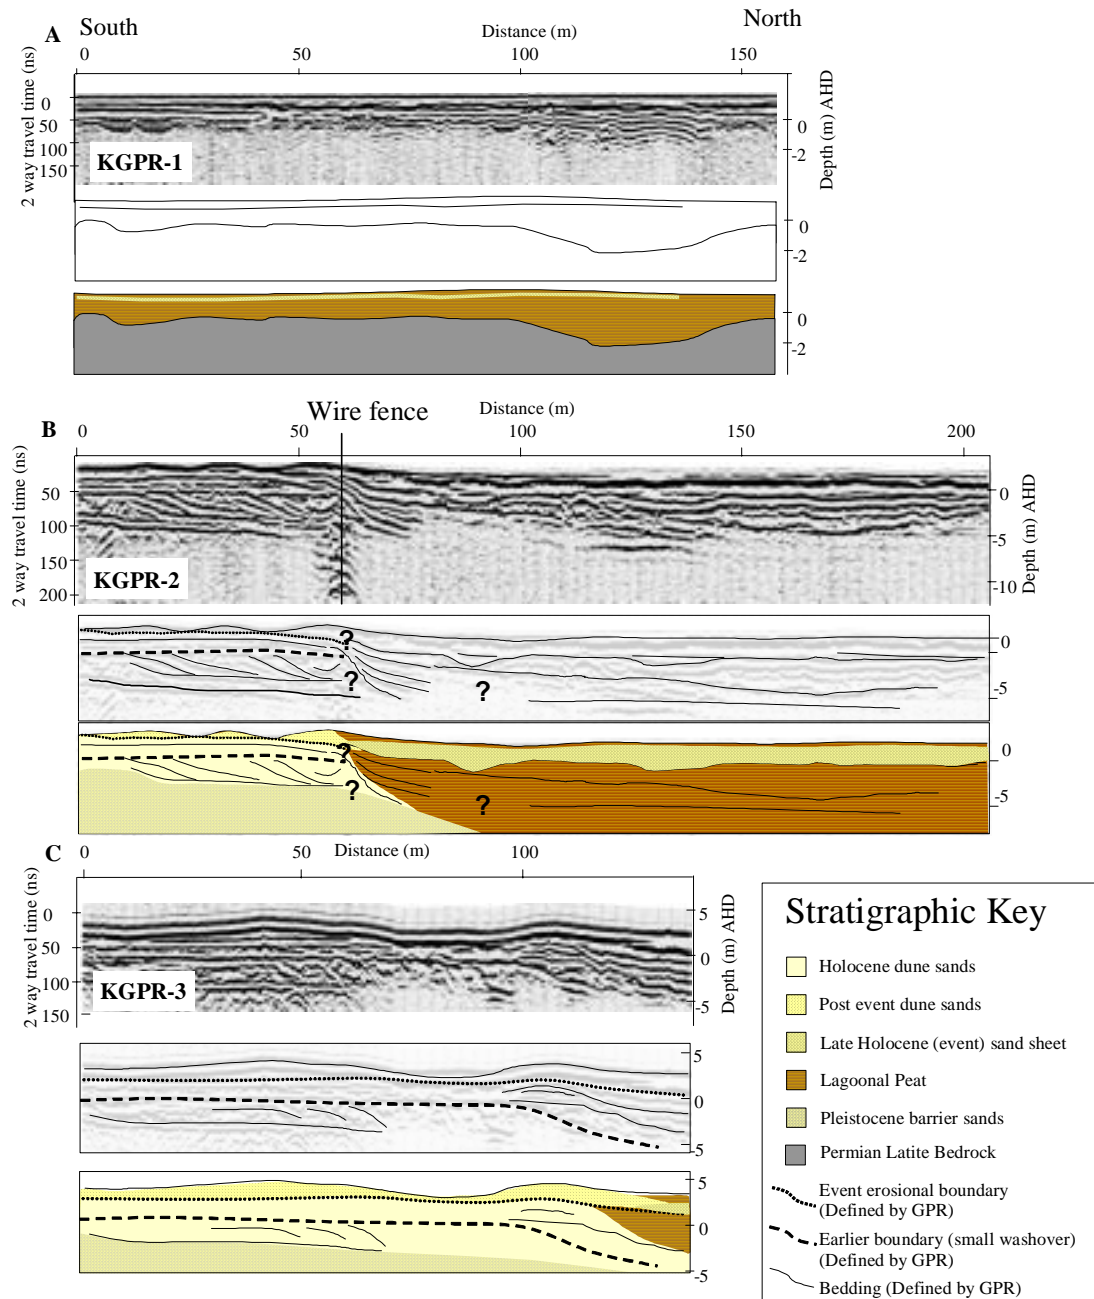 A South Distance (m) North
0 50 100 150
2 way travel time (ns)
0
50
100
150
KGPR-1
Depth (m) AHD
0
-2
0
-2
0
-2
Wire fence Distance (m)
B 0 50 100 150 200
2 way travel time (ns)
50
100
150
200
KGPR-2
Depth (m) AHD
0
-5
-10
?
?
?
0
-5
?
?
?
0
-5
C 0 50 Distance (m) 100
2 way travel time (ns)
0
50
100
150
KGPR-3
Depth (m) AHD
5
0
-5
5
0
-5
5
0
-5
Stratigraphic Key
Holocene dune sands
Post event dune sands
Late Holocene (event) sand sheet
Lagoonal Peat
Pleistocene barrier sands
Permian Latite Bedrock
Event erosional boundary
(Defined by GPR)
Earlier boundary (small washover)
(Defined by GPR)
Bedding (Defined by GPR)